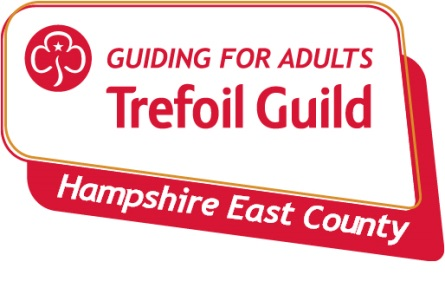 GUIDING FOR ADULTS
Trefoil Guild
Hampshire East County